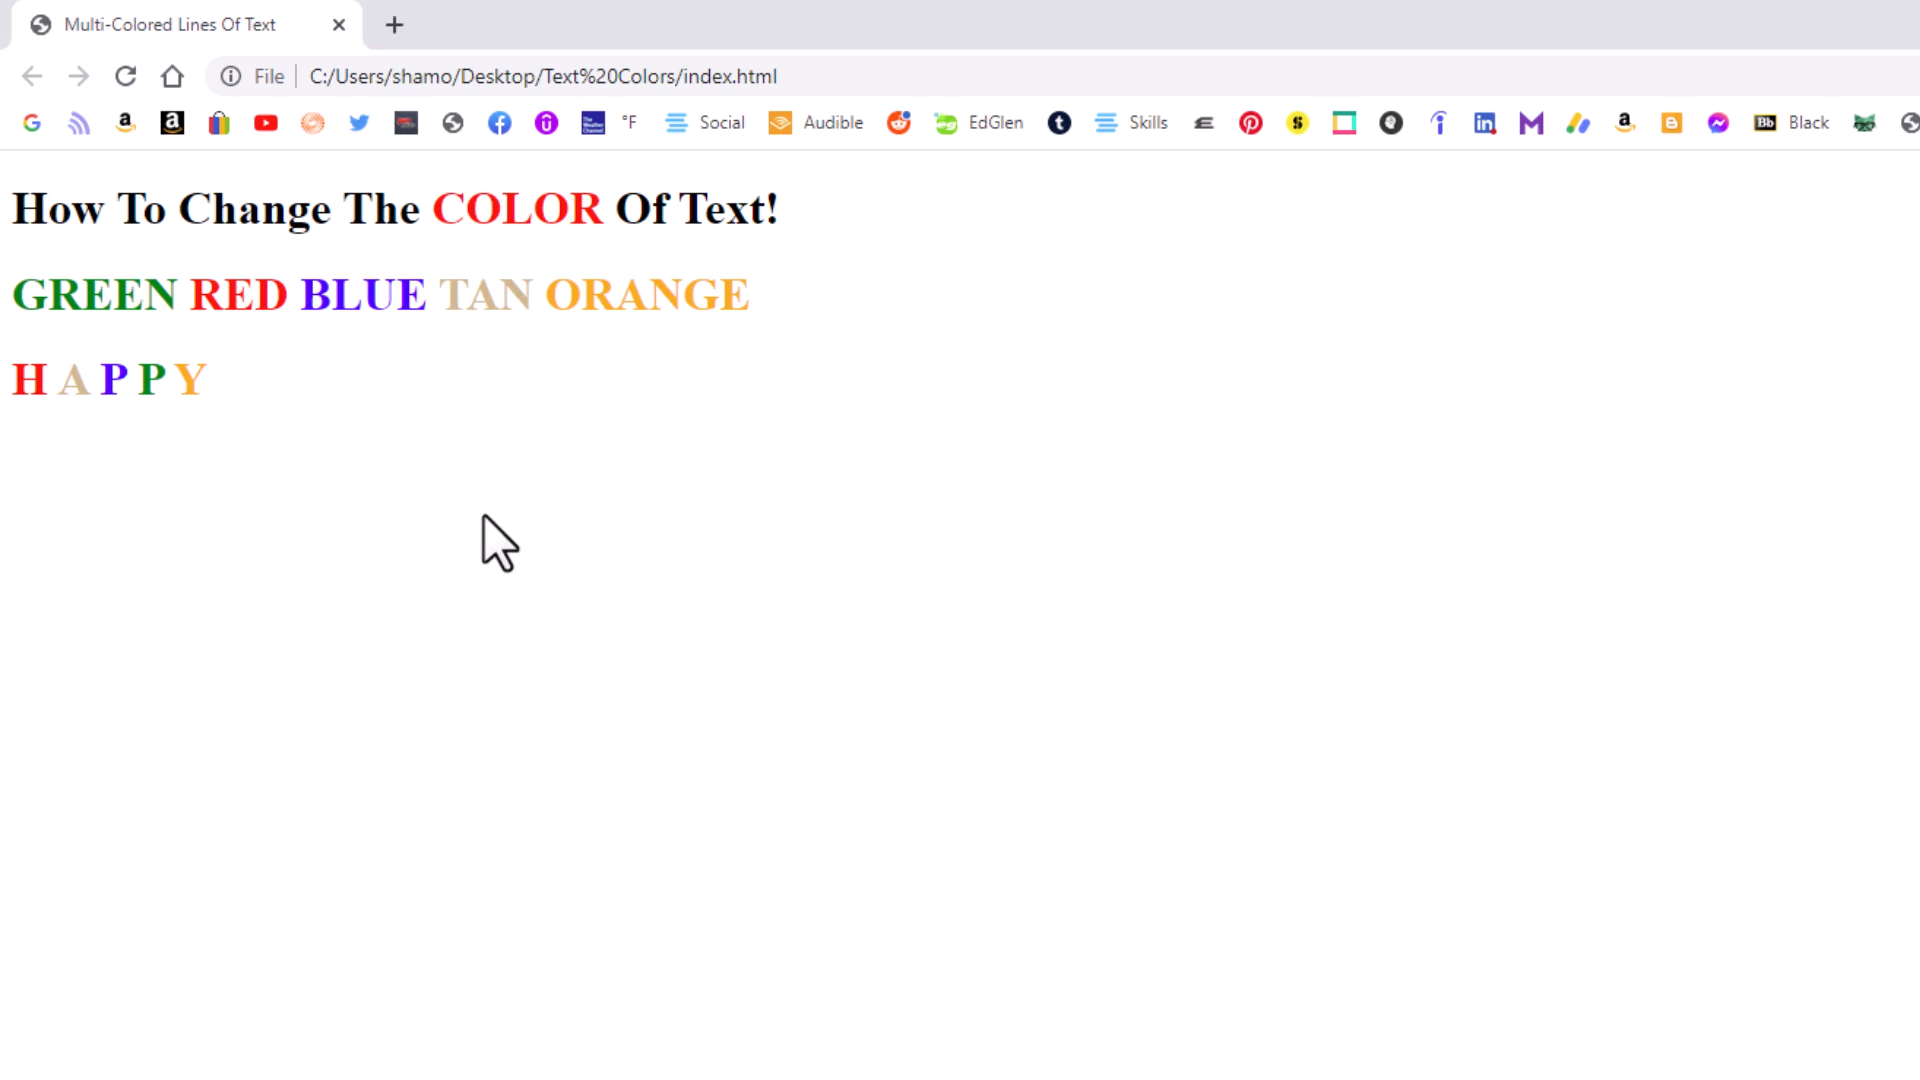 Multi-Colored Lines Of Text
File C:/Users/shamo/Desktop/Text%20Colors/index.html
°F Social Audible EdGlen Skills Bb Black
How To Change The COLOR Of Text!
GREEN RED BLUE TAN ORANGE
H A P P Y